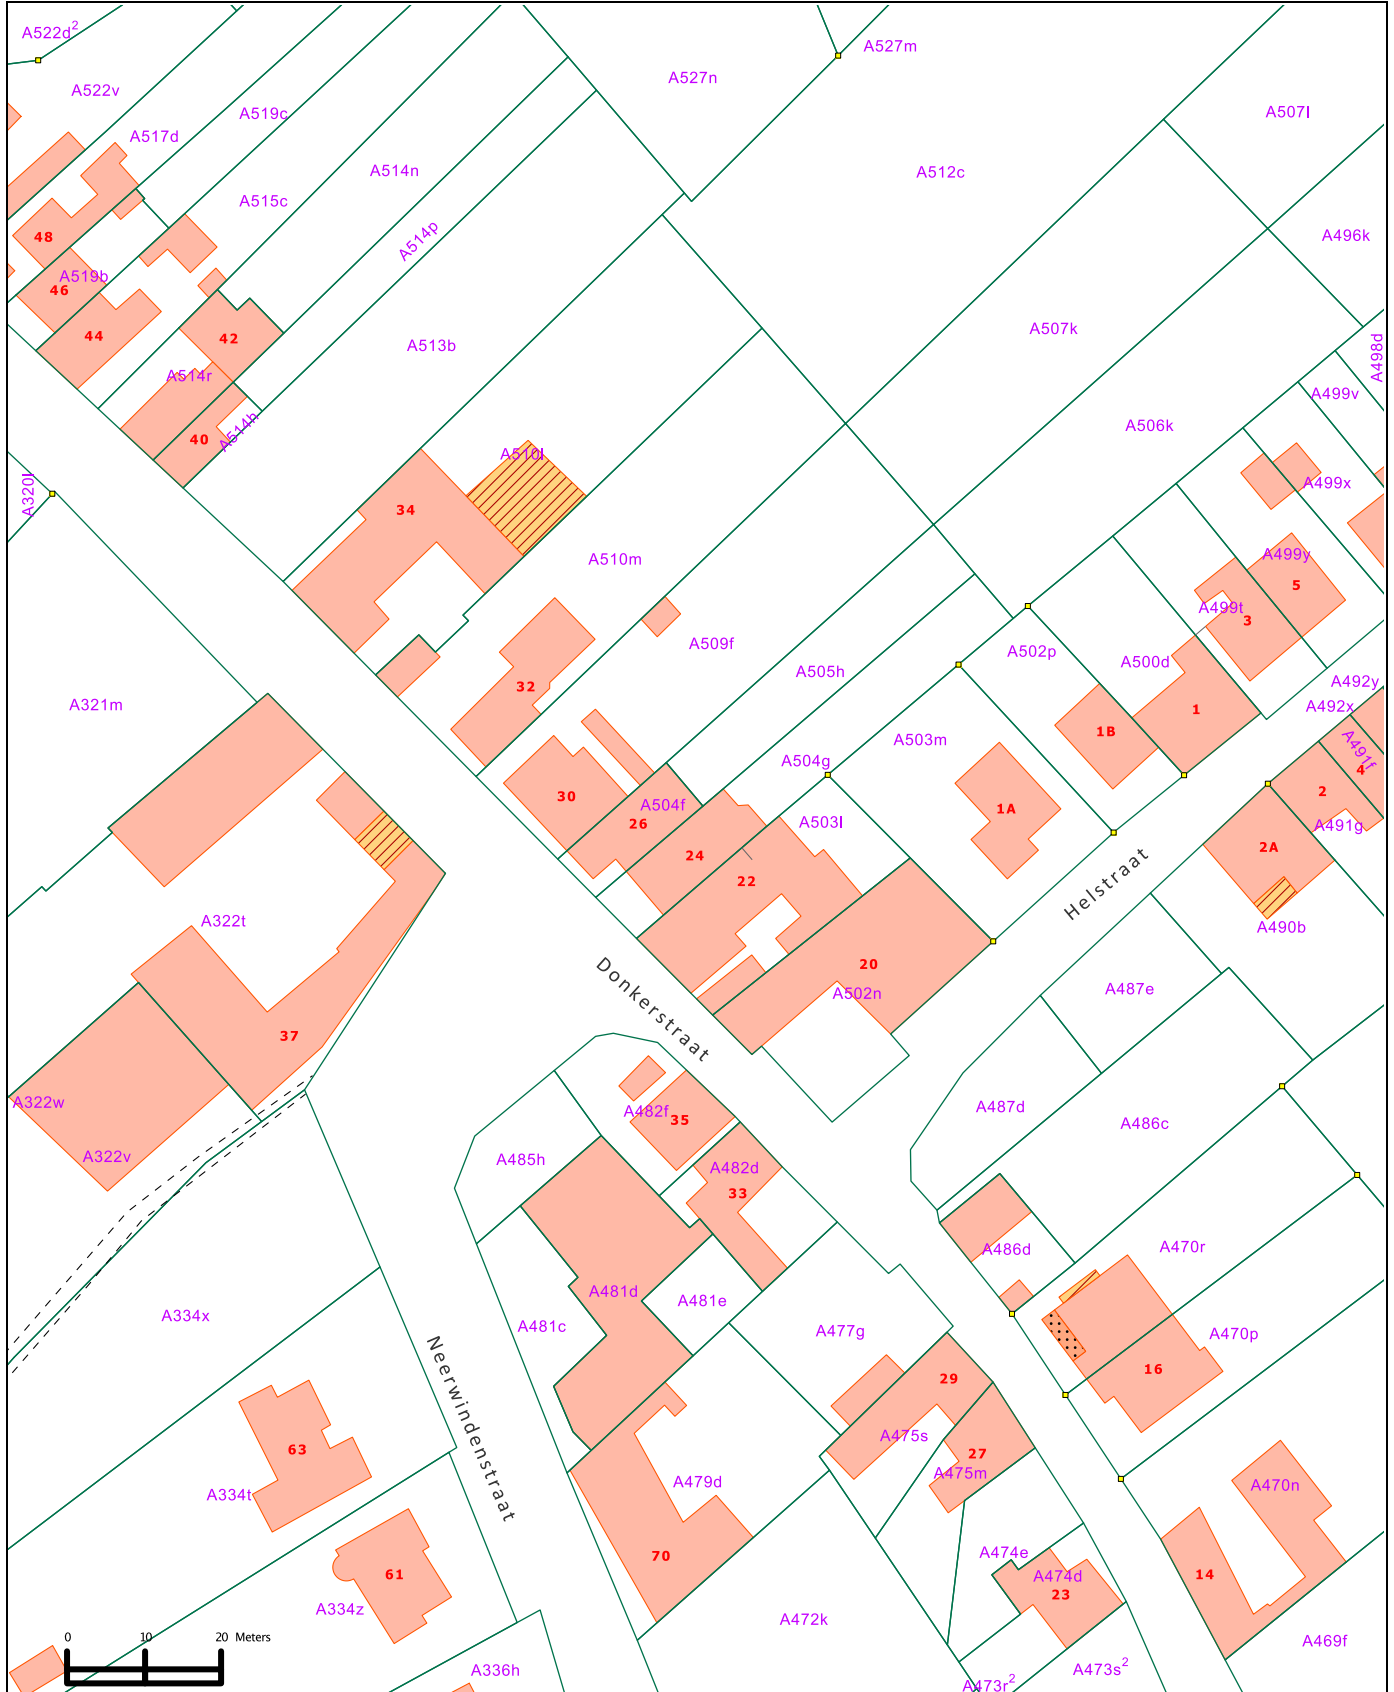 A522d²
A527m
A527n
A522v
A519c
A507l
A517d
A514n
A512c
A515c
A514p
A496k
48
A519b
46
A507k
44
42
A513b
A498d
A514r
A499v
A506k
40
A514h
A510l
A320l
34
A499x
A510m
A499y
5
A499t
3
A509f
A502p
A500d
A505h
A492y
32
A321m
A492x
1
1B
A503m
A491f
A504g
4
30
A504f
2
1A
26
A503l
A491g
24
2A
22
Helstraat
A322t
A490b
20
Donkerstraat
A502n
A487e
37
A322w
A482f
35
A487d
A486c
A322v
A485h
A482d
33
A486d
A470r
A481d
A481e
A334x
A481c
A477g
A470p
Neerwindenstraat
16
29
63
A475s
27
A475m
A479d
A334t
A470n
70
A474e
61
A474d
14
23
A334z
A472k
0 10 20 Meters
A469f
A336h
A473s²
A473r²